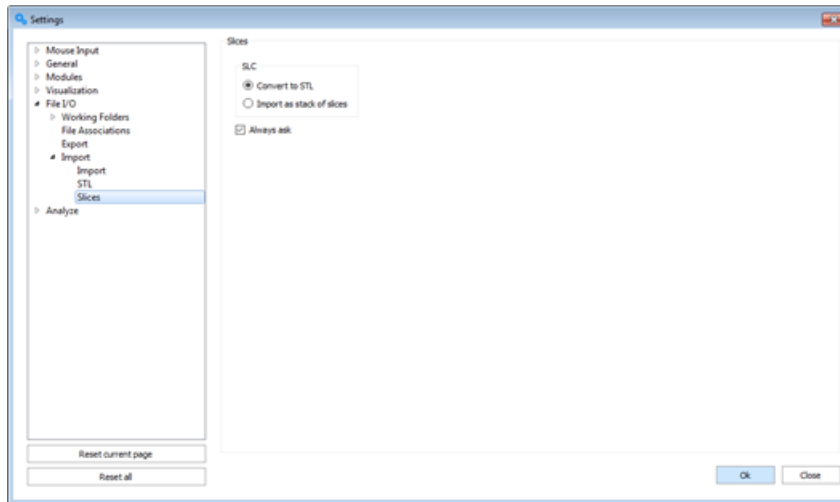 Settings
Mouse Input
General
Modules
Visualization
File I/O
Working Folders
File Associations
Export
Import
Import
STL
Slices
Analyze
Reset current page
Reset all
Slices
SLC
Convert to STL
Import as stack of slices
Always ask
Ok
Close